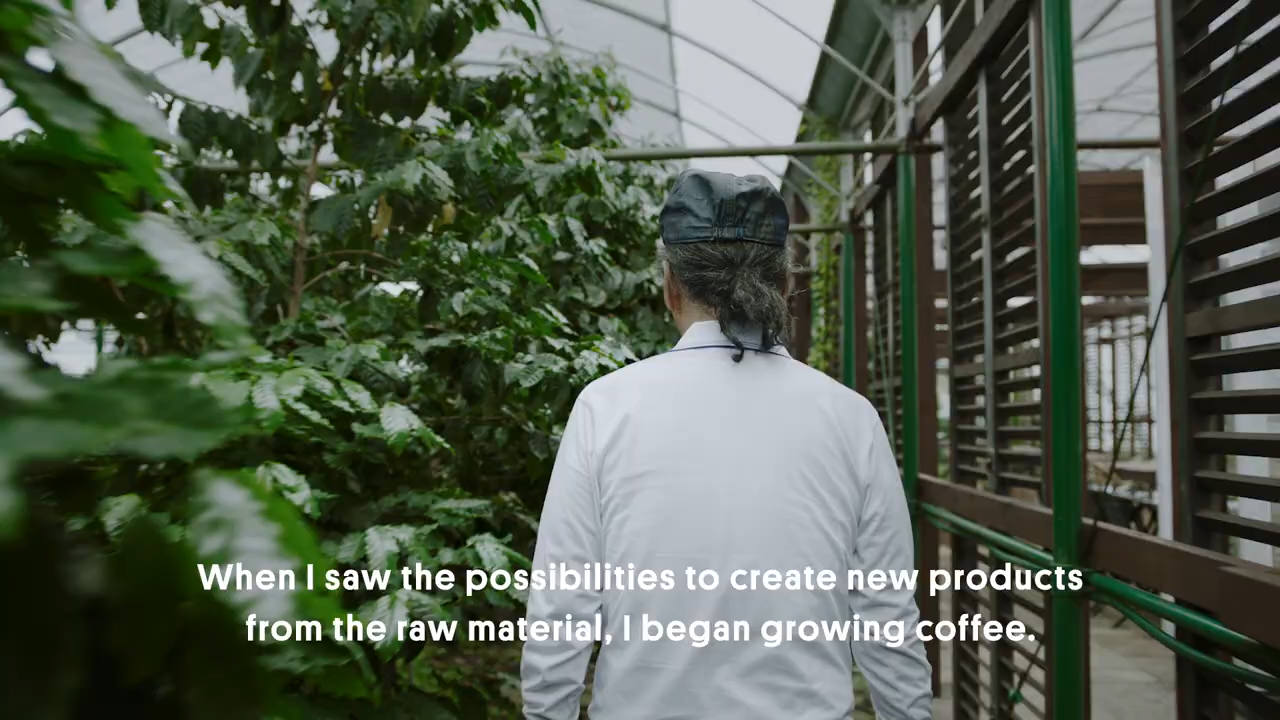 When I saw the possibilities to create new products
from the raw material, I began growing coffee.